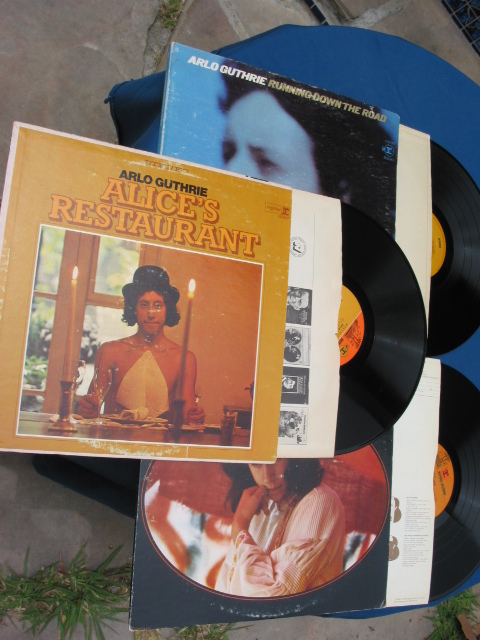 ARLO GUTHRIE RUNNING DOWN THE ROAD
ARLO GUTHRIE
ALICE'S
RESTAURANT